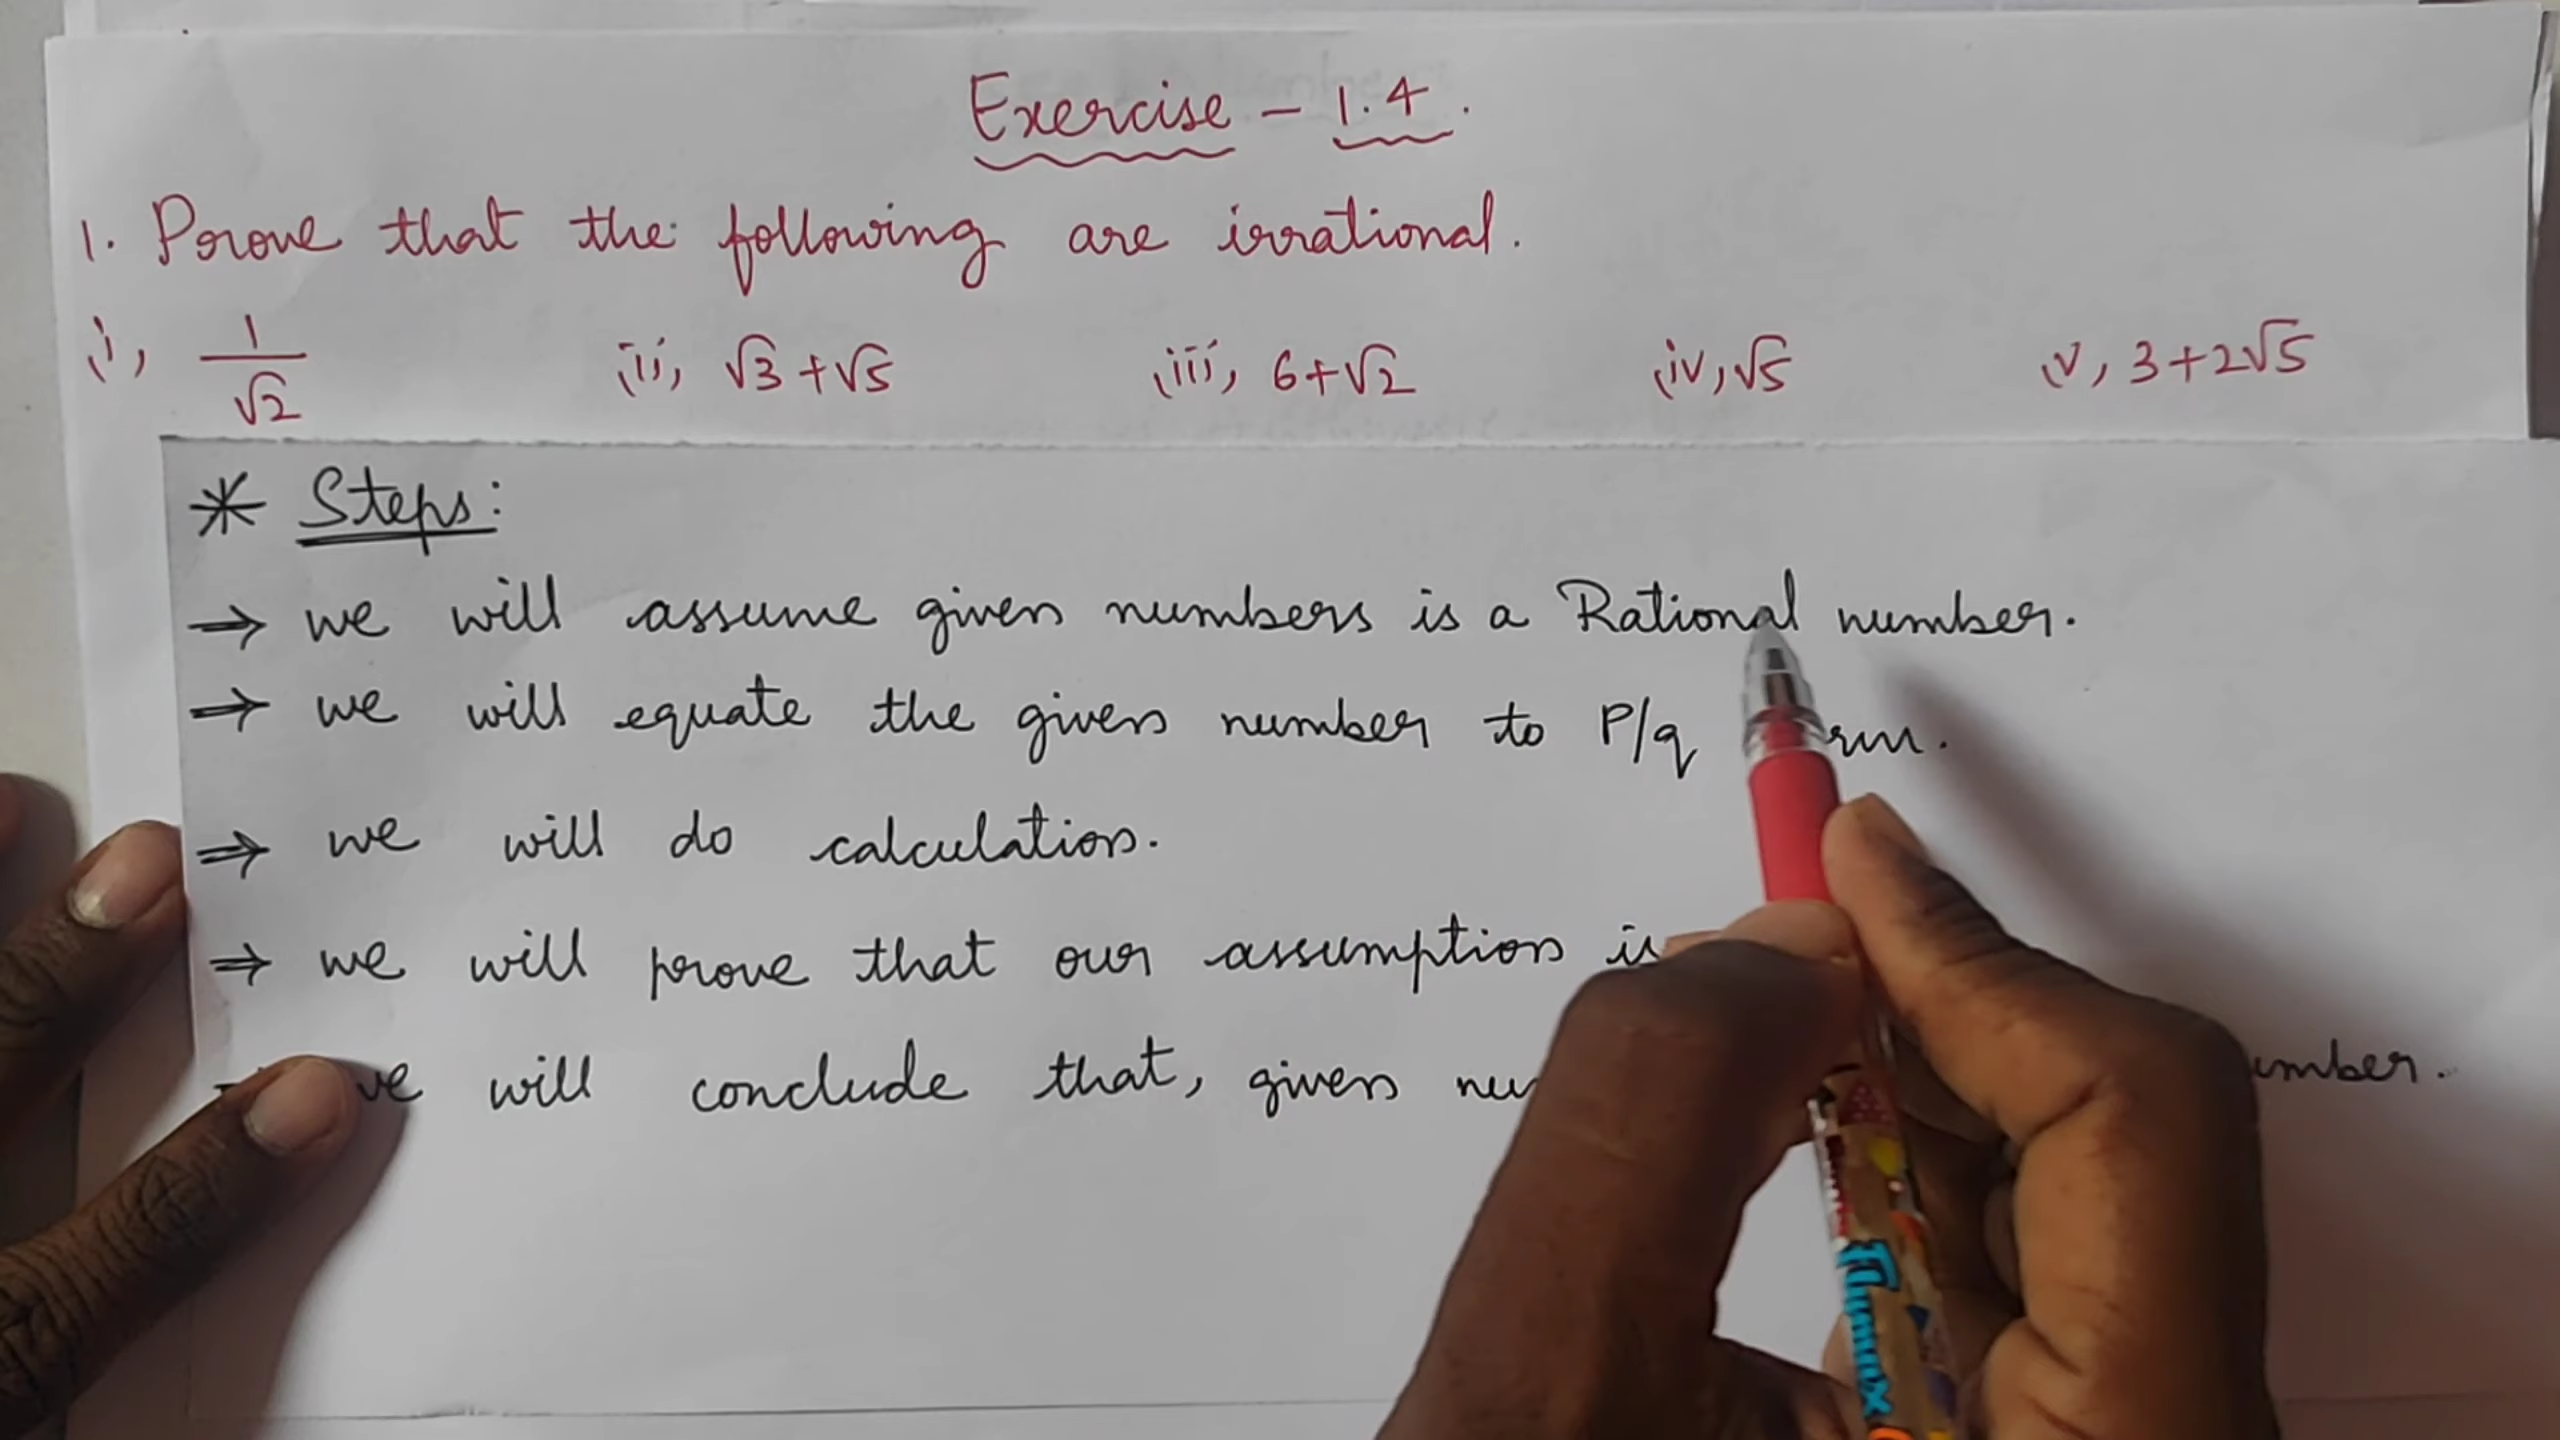 Exercise - 1.4.
1. Prove that the following are irrational.
(i, 1/√2 (ii, √3+√5 (iii, 6+√2 (iv, √5 (v, 3+2√5
* Steps:
→ we will assume given numbers is a Rational number.
→ we will equate the given number to P/q
→ we will do calculation.
→ we will prove that our assumption is
will conclude that, given
Flumox